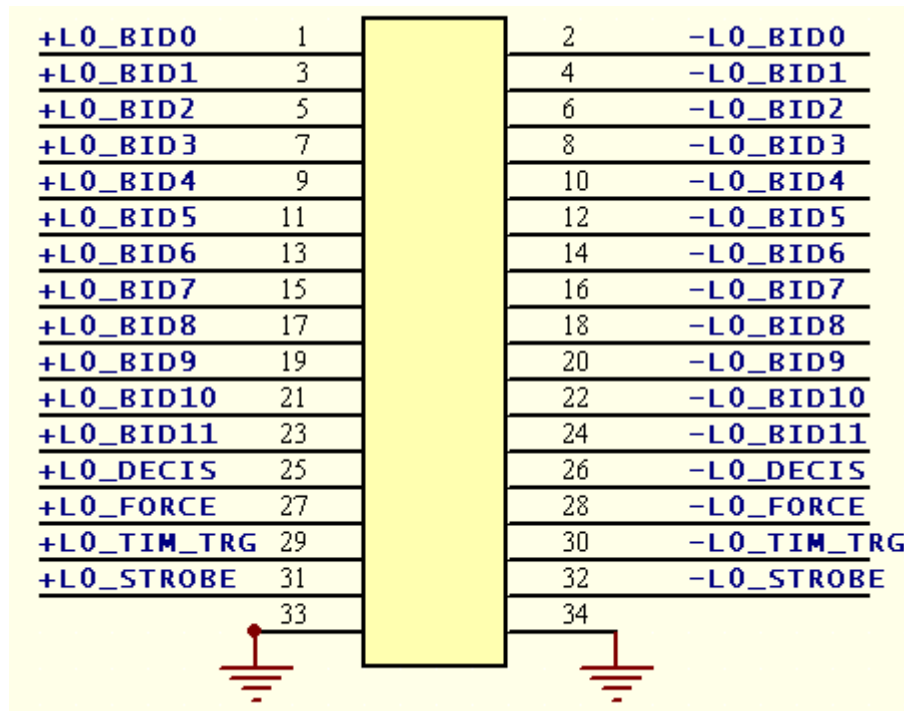 +L0_BID0 1 2 -L0_BID0
+L0_BID1 3 4 -L0_BID1
+L0_BID2 5 6 -L0_BID2
+L0_BID3 7 8 -L0_BID3
+L0_BID4 9 10 -L0_BID4
+L0_BID5 11 12 -L0_BID5
+L0_BID6 13 14 -L0_BID6
+L0_BID7 15 16 -L0_BID7
+L0_BID8 17 18 -L0_BID8
+L0_BID9 19 20 -L0_BID9
+L0_BID10 21 22 -L0_BID10
+L0_BID11 23 24 -L0_BID11
+L0_DECIS 25 26 -L0_DECIS
+L0_FORCE 27 28 -L0_FORCE
+L0_TIM_TRG 29 30 -L0_TIM_TRG
+L0_STROBE 31 32 -L0_STROBE
33 34